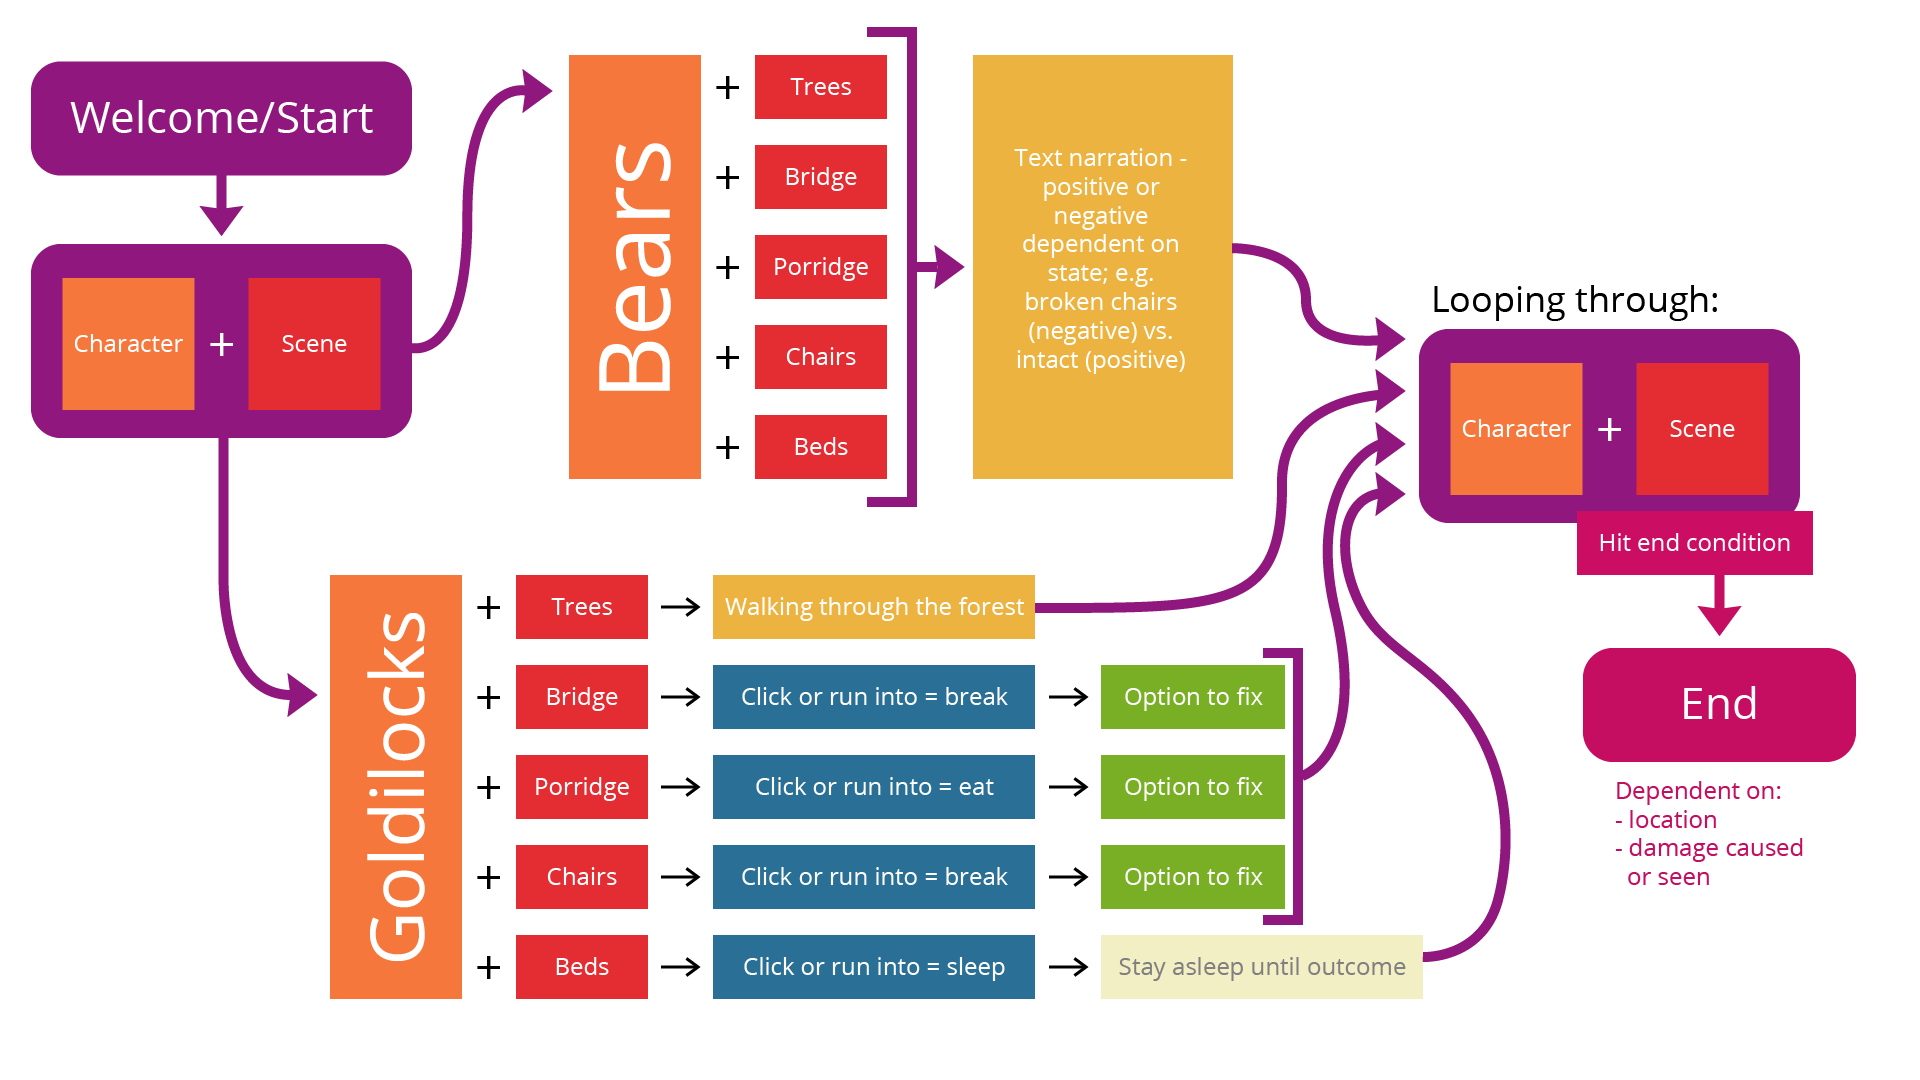 Welcome/Start
Character + Scene
Bears
+ Trees
+ Bridge
+ Porridge
+ Chairs
+ Beds
Text narration -
positive or
negative
dependent on
state; e.g.
broken chairs
(negative) vs.
intact (positive)
Goldilocks
+ Trees → Walking through the forest
+ Bridge → Click or run into = break → Option to fix
+ Porridge → Click or run into = eat → Option to fix
+ Chairs → Click or run into = break → Option to fix
+ Beds → Click or run into = sleep → Stay asleep until outcome
Looping through:
Character + Scene
Hit end condition
End
Dependent on:
- location
- damage caused
or seen